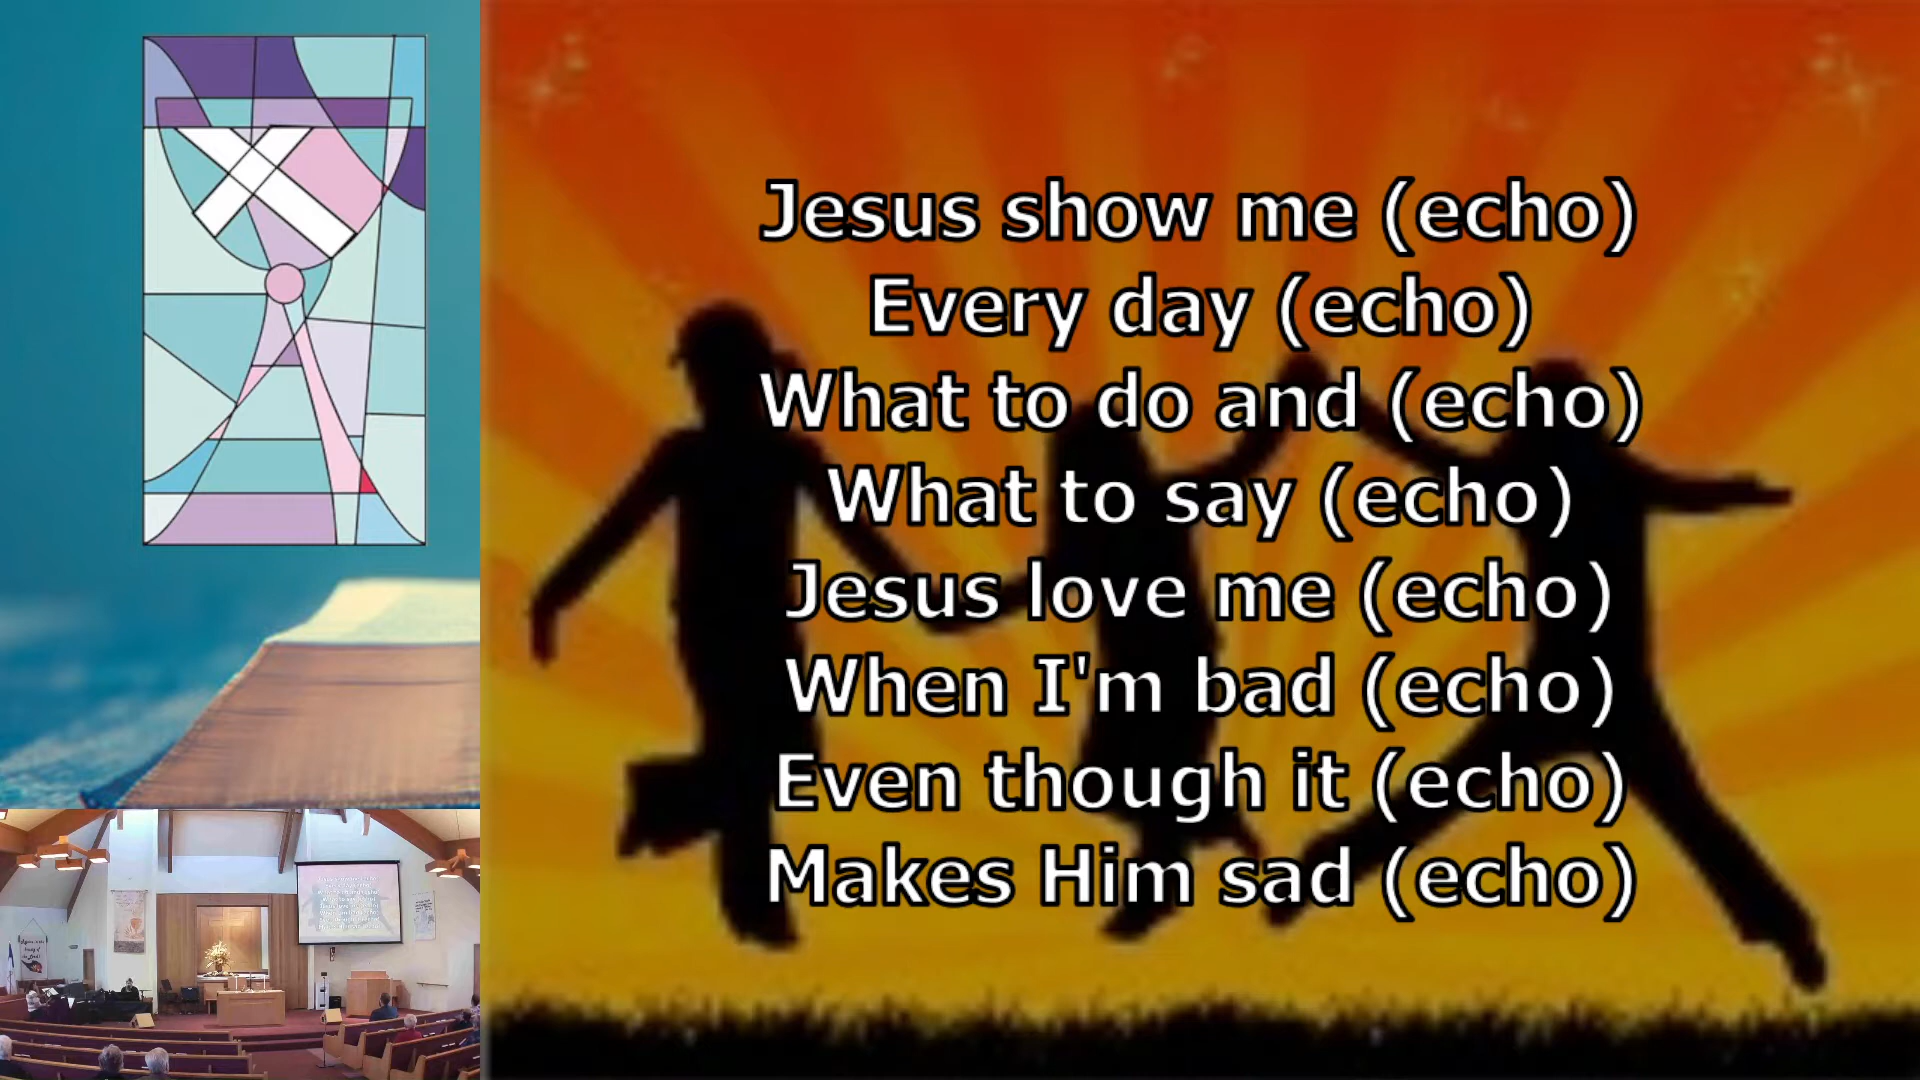 Jesus show me (echo)
Every day (echo)
What to do and (echo)
What to say (echo)
Jesus love me (echo)
When I'm bad (echo)
Even though it (echo)
Makes Him sad (echo)